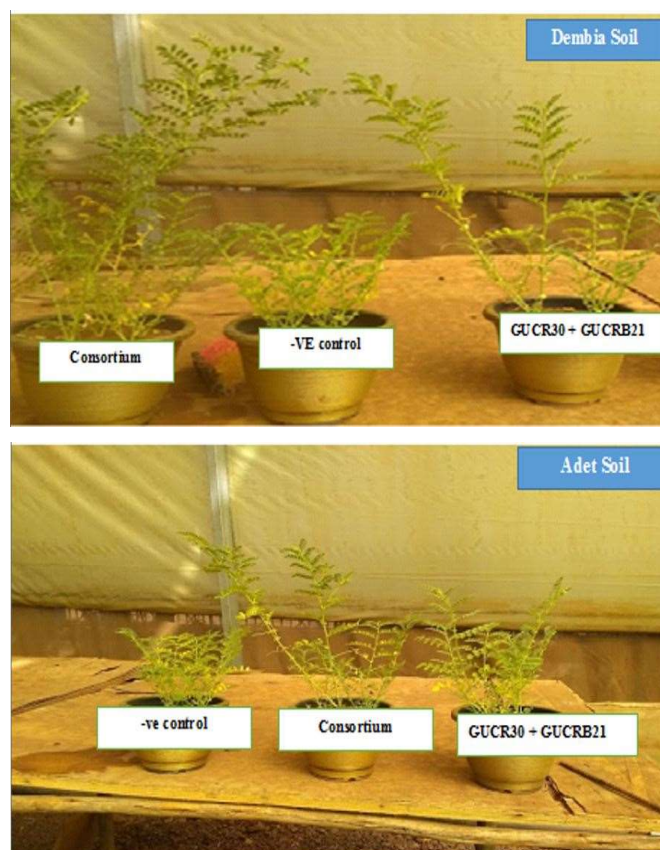 Dembia Soil
Consortium
-VE control
GUCR30 + GUCRB21
Adet Soil
-ve control
Consortium
GUCR30 + GUCRB21